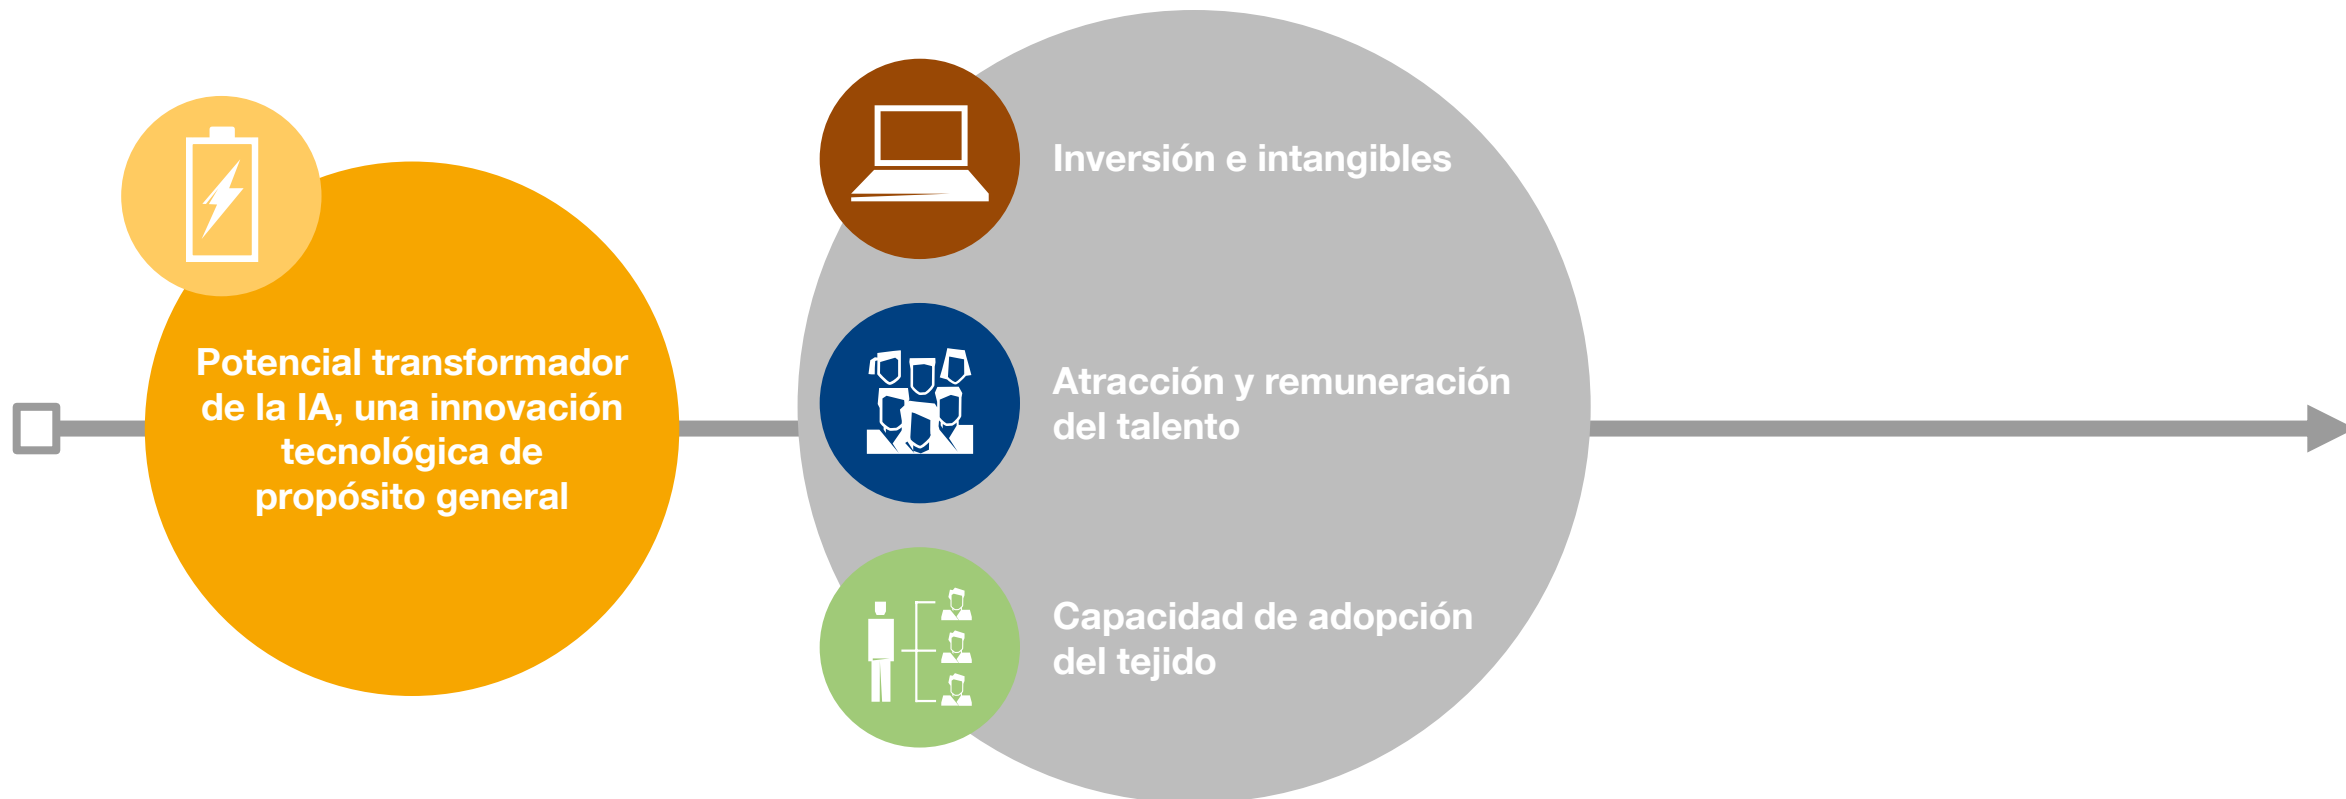 Potencial transformador
de la IA, una innovación
tecnológica de
propósito general
Inversión e intangibles
Atracción y remuneración
del talento
Capacidad de adopción
del tejido